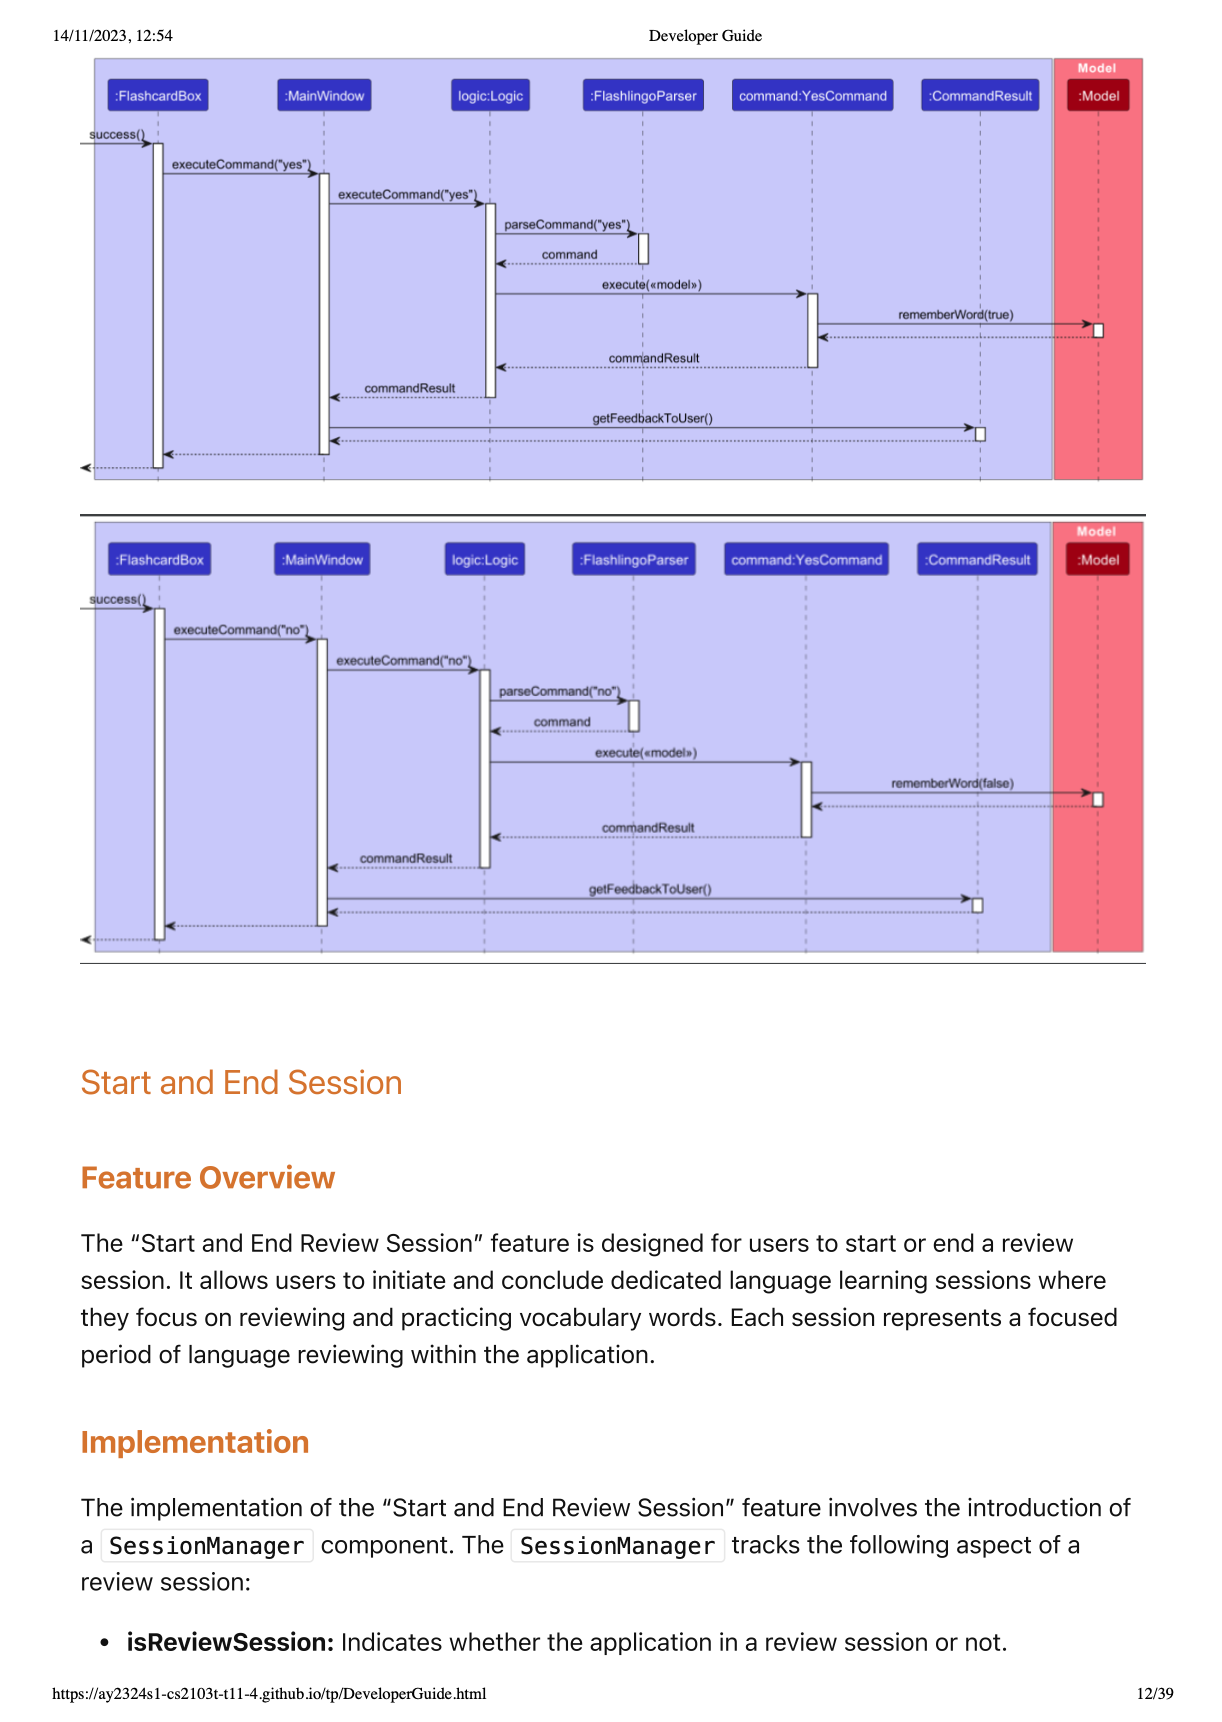 14/11/2023, 12:54 Developer Guide
Model
:FlashcardBox :MainWindow logic:Logic :FlashlingoParser command:YesCommand :CommandResult :Model
success()
executeCommand("yes")
executeCommand("yes")
parseCommand("yes")
command
execute(«model»)
rememberWord(true)
commandResult
commandResult
getFeedbackToUser()
Model
:FlashcardBox :MainWindow logic:Logic :FlashlingoParser command:YesCommand :CommandResult :Model
success()
executeCommand("no")
executeCommand("no")
parseCommand("no")
command
execute(«model»)
rememberWord(false)
commandResult
commandResult
getFeedbackToUser()
Start and End Session
Feature Overview
The “Start and End Review Session” feature is designed for users to start or end a review
session. It allows users to initiate and conclude dedicated language learning sessions where
they focus on reviewing and practicing vocabulary words. Each session represents a focused
period of language reviewing within the application.
Implementation
The implementation of the “Start and End Review Session” feature involves the introduction of
a SessionManager component. The SessionManager tracks the following aspect of a
review session:
• isReviewSession: Indicates whether the application in a review session or not.
https://ay2324s1-cs2103t-t11-4.github.io/tp/DeveloperGuide.html 12/39